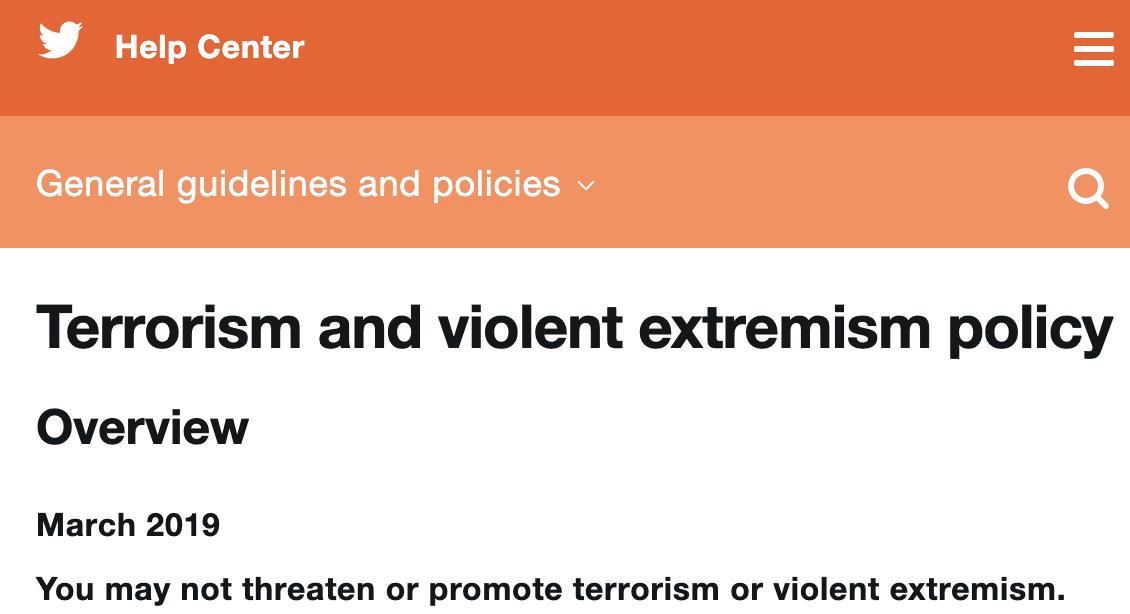 Help Center
General guidelines and policies
Terrorism and violent extremism policy
Overview
March 2019
You may not threaten or promote terrorism or violent extremism.